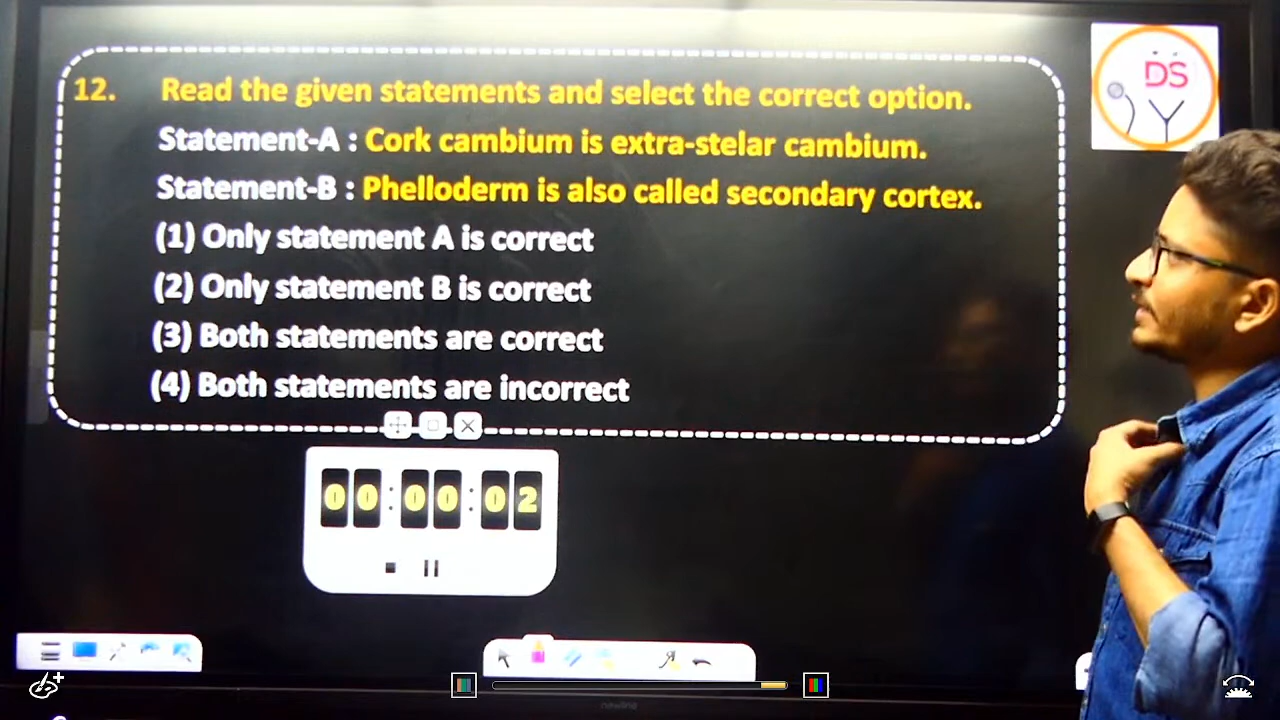 DS
12. Read the given statements and select the correct option.
Statement-A : Cork cambium is extra-stelar cambium.
Statement-B : Phelloderm is also called secondary cortex.
(1) Only statement A is correct
(2) Only statement B is correct
(3) Both statements are correct
(4) Both statements are incorrect
00:00:02
newline